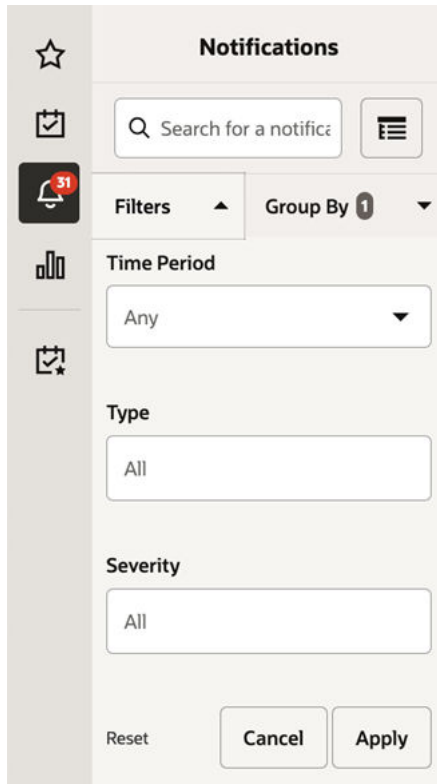 Notifications
Search for a notifica
31
Filters
Group By 1
Time Period
Any
Type
All
Severity
All
Reset
Cancel
Apply